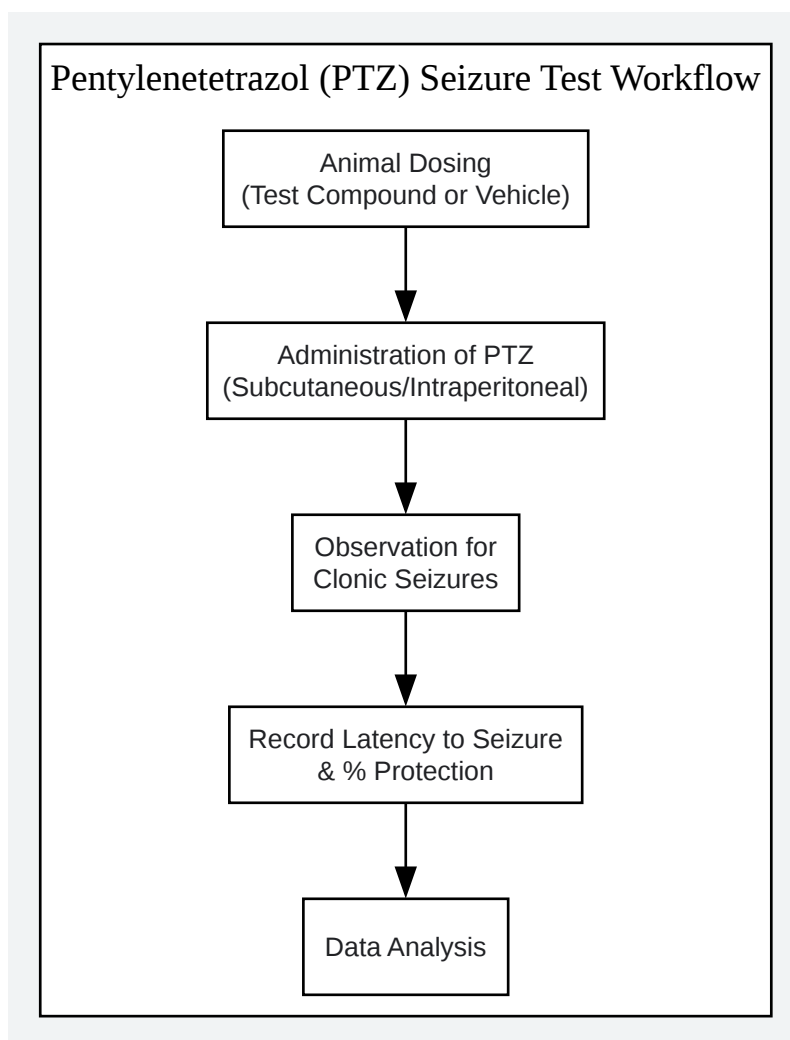 Pentylenetetrazol (PTZ) Seizure Test Workflow
Animal Dosing
(Test Compound or Vehicle)
Administration of PTZ
(Subcutaneous/Intraperitoneal)
Observation for
Clonic Seizures
Record Latency to Seizure
& % Protection
Data Analysis